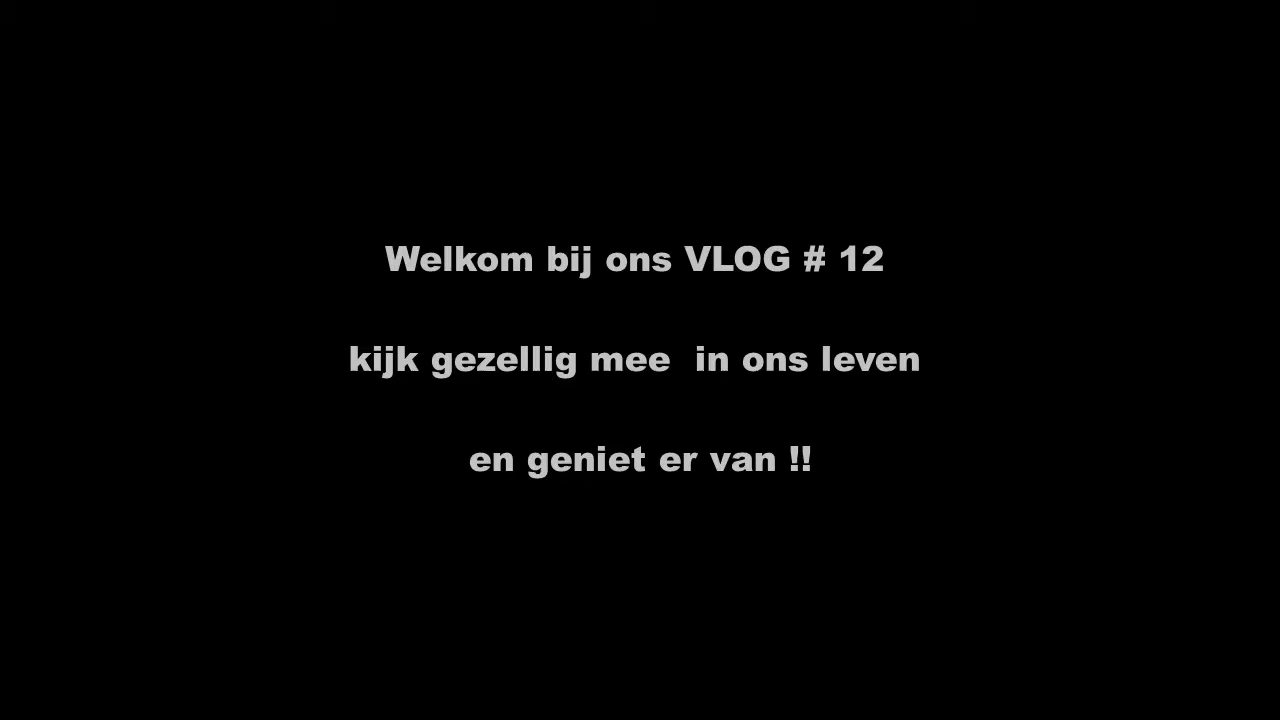 Welkom bij ons VLOG # 12
kijk gezellig mee  in ons leven
en geniet er van !!